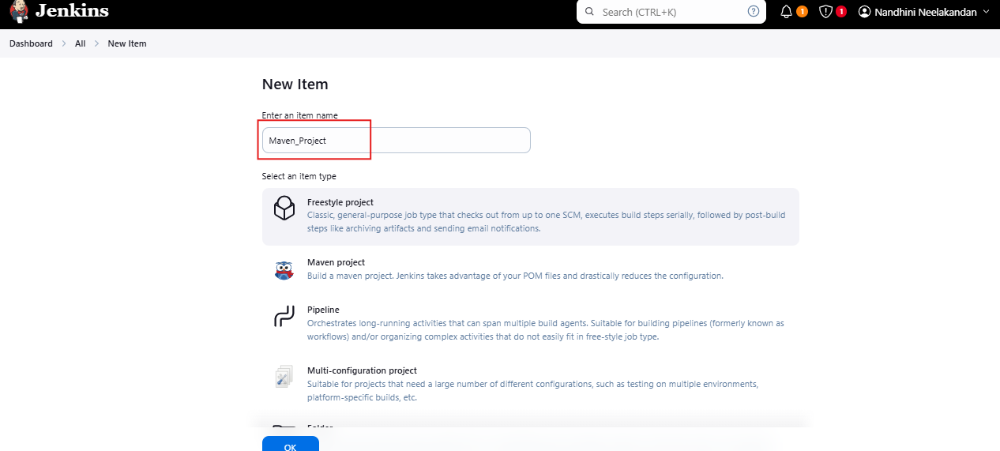 Jenkins
Search (CTRL+K)
?
1
1
Nandhini Neelakandan
Dashboard > All > New Item
New Item
Enter an item name
Maven_Project
Select an item type
Freestyle project
Classic, general-purpose job type that checks out from up to one SCM, executes build steps serially, followed by post-build
steps like archiving artifacts and sending email notifications.
Maven project
Build a maven project. Jenkins takes advantage of your POM files and drastically reduces the configuration.
Pipeline
Orchestrates long-running activities that can span multiple build agents. Suitable for building pipelines (formerly known as
workflows) and/or organizing complex activities that do not easily fit in free-style job type.
Multi-configuration project
Suitable for projects that need a large number of different configurations, such as testing on multiple environments,
platform-specific builds, etc.
Folder
OK